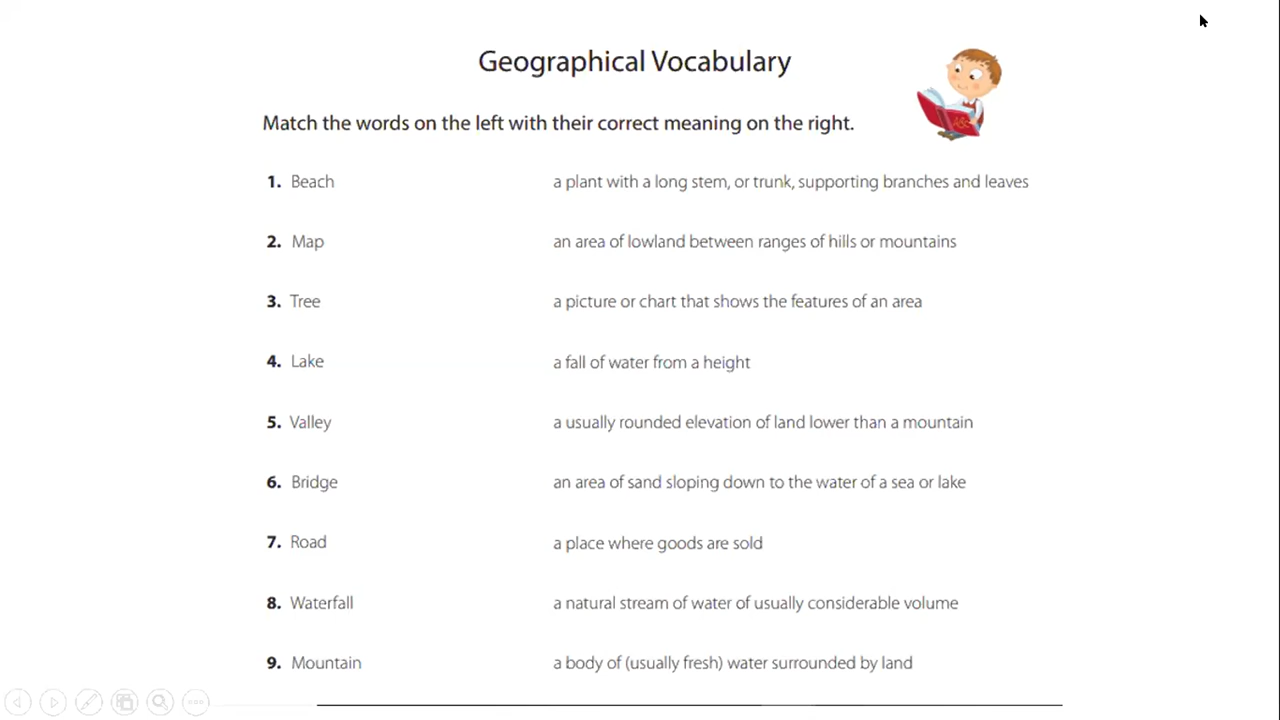 Geographical Vocabulary
Match the words on the left with their correct meaning on the right.
1. Beach a plant with a long stem, or trunk, supporting branches and leaves
2. Map an area of lowland between ranges of hills or mountains
3. Tree a picture or chart that shows the features of an area
4. Lake a fall of water from a height
5. Valley a usually rounded elevation of land lower than a mountain
6. Bridge an area of sand sloping down to the water of a sea or lake
7. Road a place where goods are sold
8. Waterfall a natural stream of water of usually considerable volume
9. Mountain a body of (usually fresh) water surrounded by land